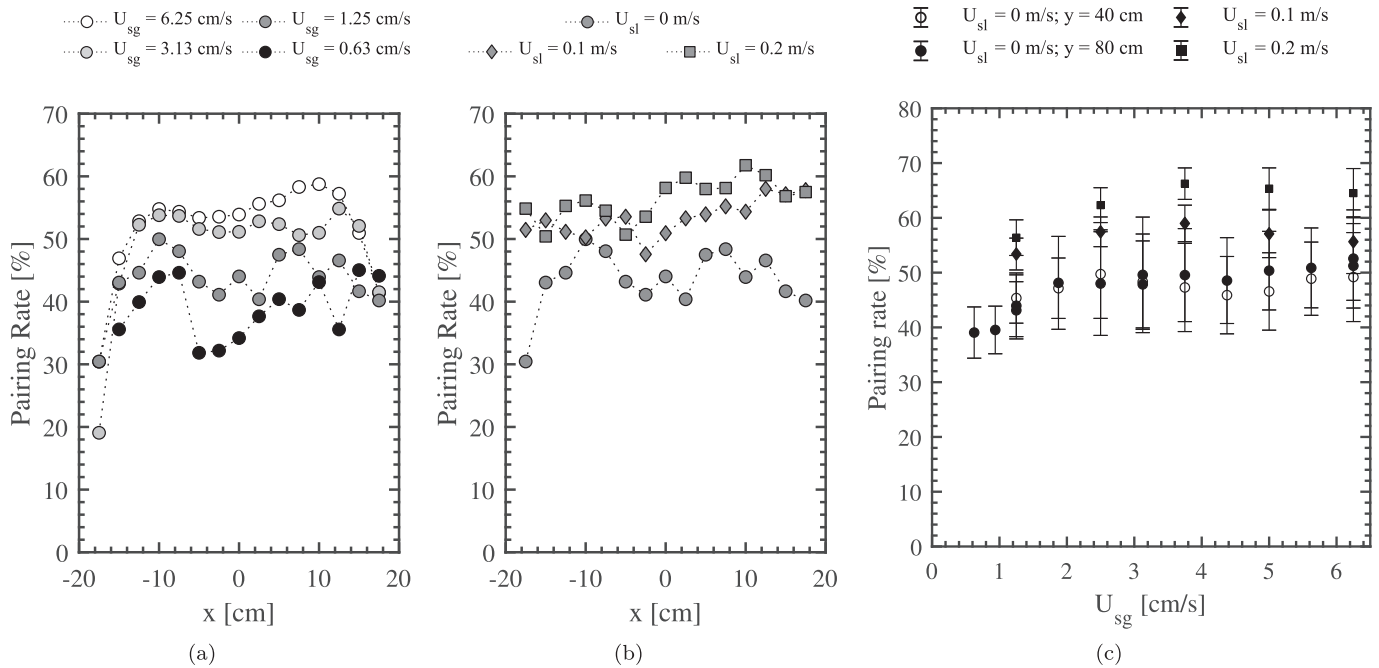 U_sg = 6.25 cm/s U_sg = 1.25 cm/s
U_sg = 3.13 cm/s U_sg = 0.63 cm/s
U_sl = 0 m/s
U_sl = 0.1 m/s U_sl = 0.2 m/s
U_sl = 0 m/s; y = 40 cm U_sl = 0.1 m/s
U_sl = 0 m/s; y = 80 cm U_sl = 0.2 m/s
Pairing Rate [%]
70
60
50
40
30
20
10
0
-20 -10 0 10 20
x [cm]
(a)
Pairing Rate [%]
70
60
50
40
30
20
10
0
-20 -10 0 10 20
x [cm]
(b)
Pairing rate [%]
80
70
60
50
40
30
20
10
0
0 1 2 3 4 5 6
U_sg [cm/s]
(c)